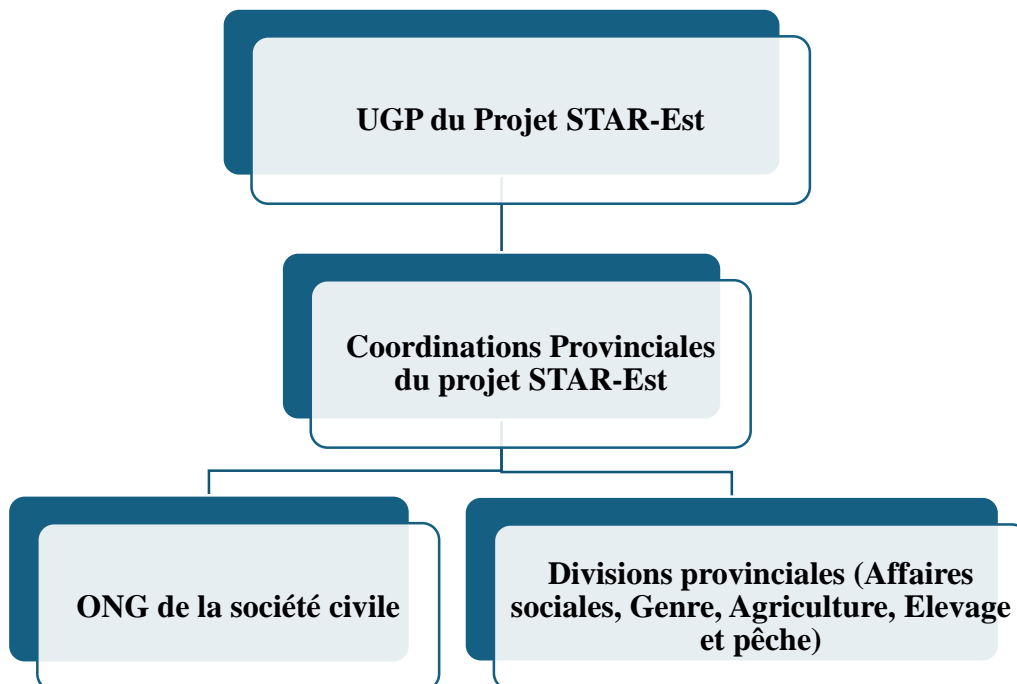 UGP du Projet STAR-Est
Coordinations Provinciales
du projet STAR-Est
ONG de la société civile
Divisions provinciales (Affaires
sociales, Genre, Agriculture, Elevage
et pêche)